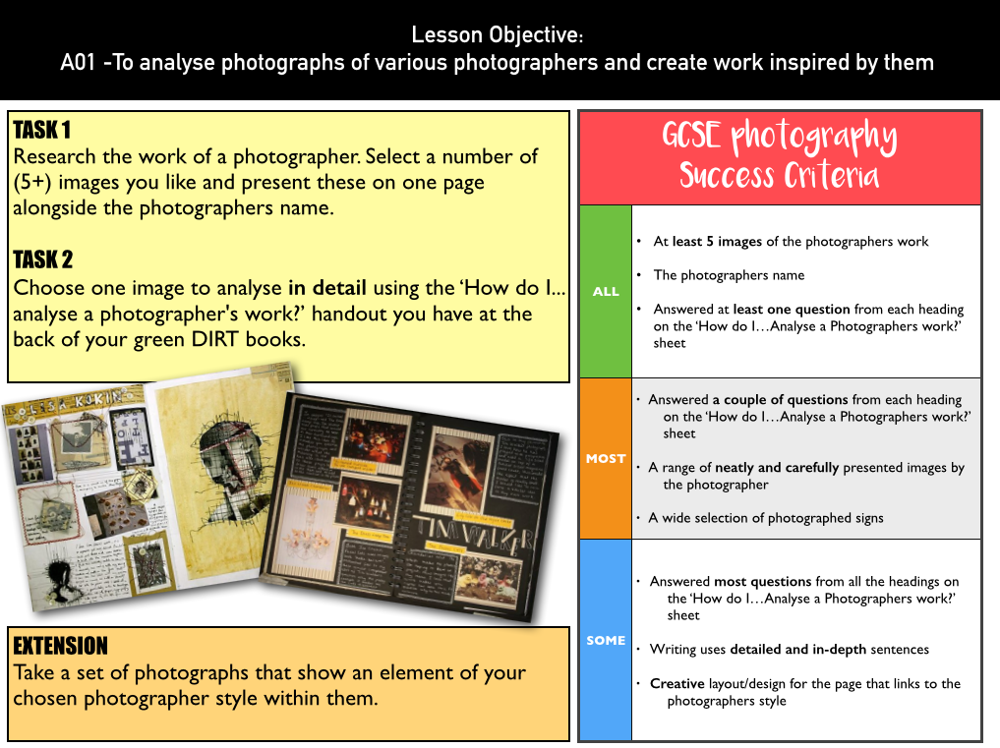 Lesson Objective:
A01 -To analyse photographs of various photographers and create work inspired by them
TASK 1
Research the work of a photographer. Select a number of
(5+) images you like and present these on one page
alongside the photographers name.
TASK 2
Choose one image to analyse in detail using the ‘How do I...
analyse a photographer's work?’ handout you have at the
back of your green DIRT books.
LISA KOKIN
TIM WALKER
EXTENSION
Take a set of photographs that show an element of your
chosen photographer style within them.
GCSE photography
Success Criteria
ALL
• At least 5 images of the photographers work
• The photographers name
• Answered at least one question from each heading
on the ‘How do I…Analyse a Photographers work?’
sheet
MOST
• Answered a couple of questions from each heading
on the ‘How do I…Analyse a Photographers work?’
sheet
• A range of neatly and carefully presented images by
the photographer
• A wide selection of photographed signs
SOME
• Answered most questions from all the headings on
the ‘How do I…Analyse a Photographers work?’
sheet
• Writing uses detailed and in-depth sentences
• Creative layout/design for the page that links to the
photographers style